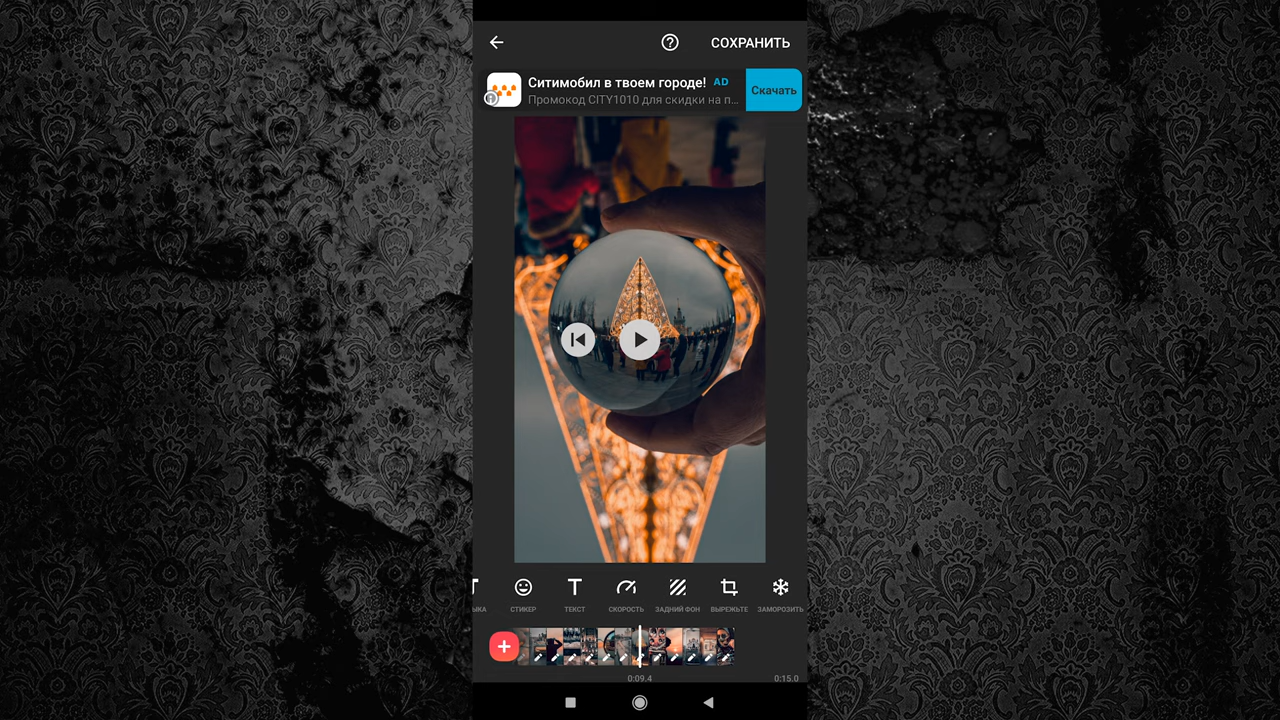 СОХРАНИТЬ
Ситимобил в твоем городе! AD
Промокод CITY1010 для скидки на п...
Скачать
ЫКА СТИКЕР ТЕКСТ СКОРОСТЬ ЗАДНИЙ ФОН ВЫРЕЖЬТЕ ЗАМОРОЗИТЬ
0:09.4 0:15.0